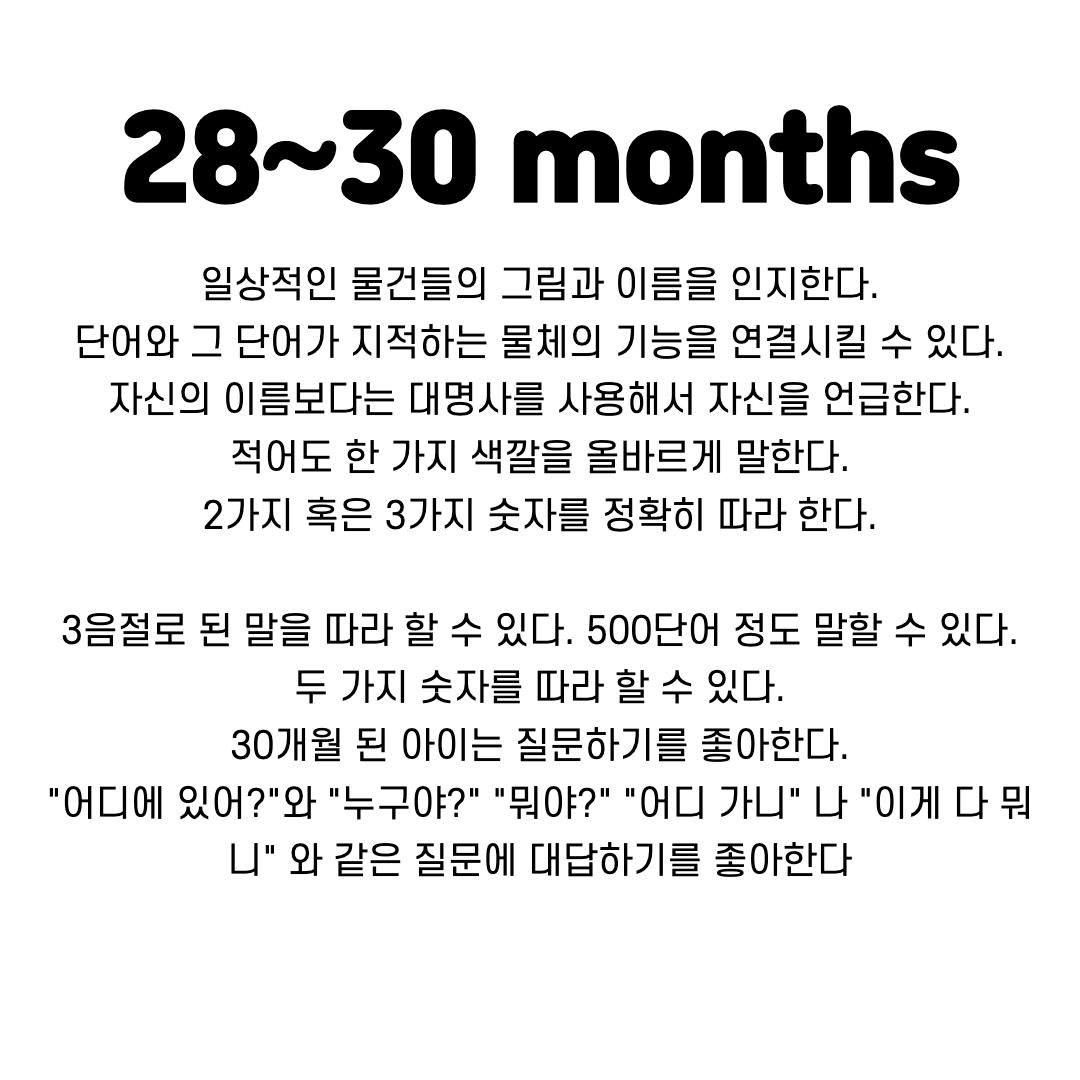 28~30 months
일상적인 물건들의 그림과 이름을 인지한다.
단어와 그 단어가 지적하는 물체의 기능을 연결시킬 수 있다.
자신의 이름보다는 대명사를 사용해서 자신을 언급한다.
적어도 한 가지 색깔을 올바르게 말한다.
2가지 혹은 3가지 숫자를 정확히 따라 한다.
3음절로 된 말을 따라 할 수 있다. 500단어 정도 말할 수 있다.
두 가지 숫자를 따라 할 수 있다.
30개월 된 아이는 질문하기를 좋아한다.
"어디에 있어?"와 "누구야?" "뭐야?" "어디 가니" 나 "이게 다 뭐
니" 와 같은 질문에 대답하기를 좋아한다